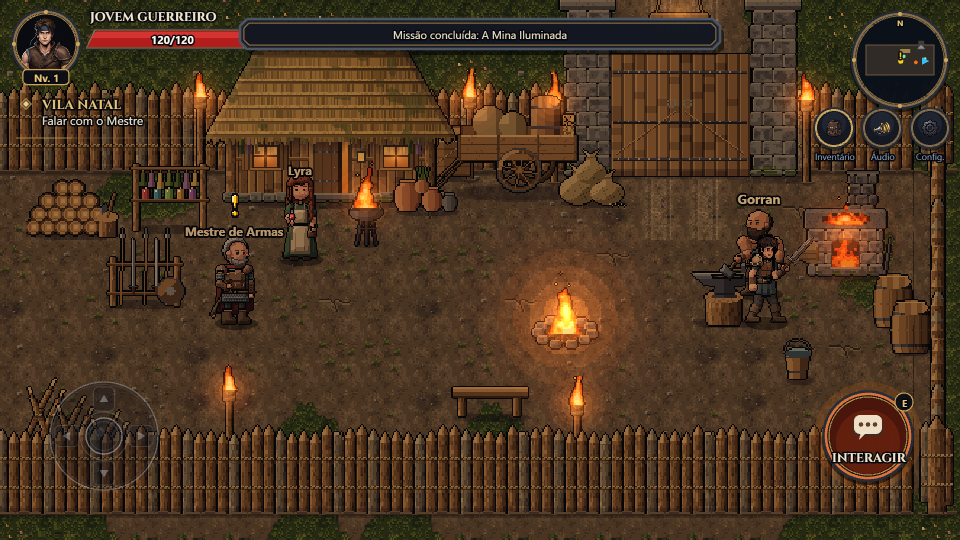 JOVEM GUERREIRO
120/120
Nv. 1
Missão concluída: A Mina Iluminada
N
VILA NATAL
Falar com o Mestre
Inventário
Áudio
Config.
Lyra
Mestre de Armas
Gorran
E
INTERAGIR